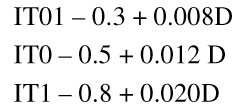 IT01 – 0.3 + 0.008D
IT0 – 0.5 + 0.012 D
IT1 – 0.8 + 0.020D